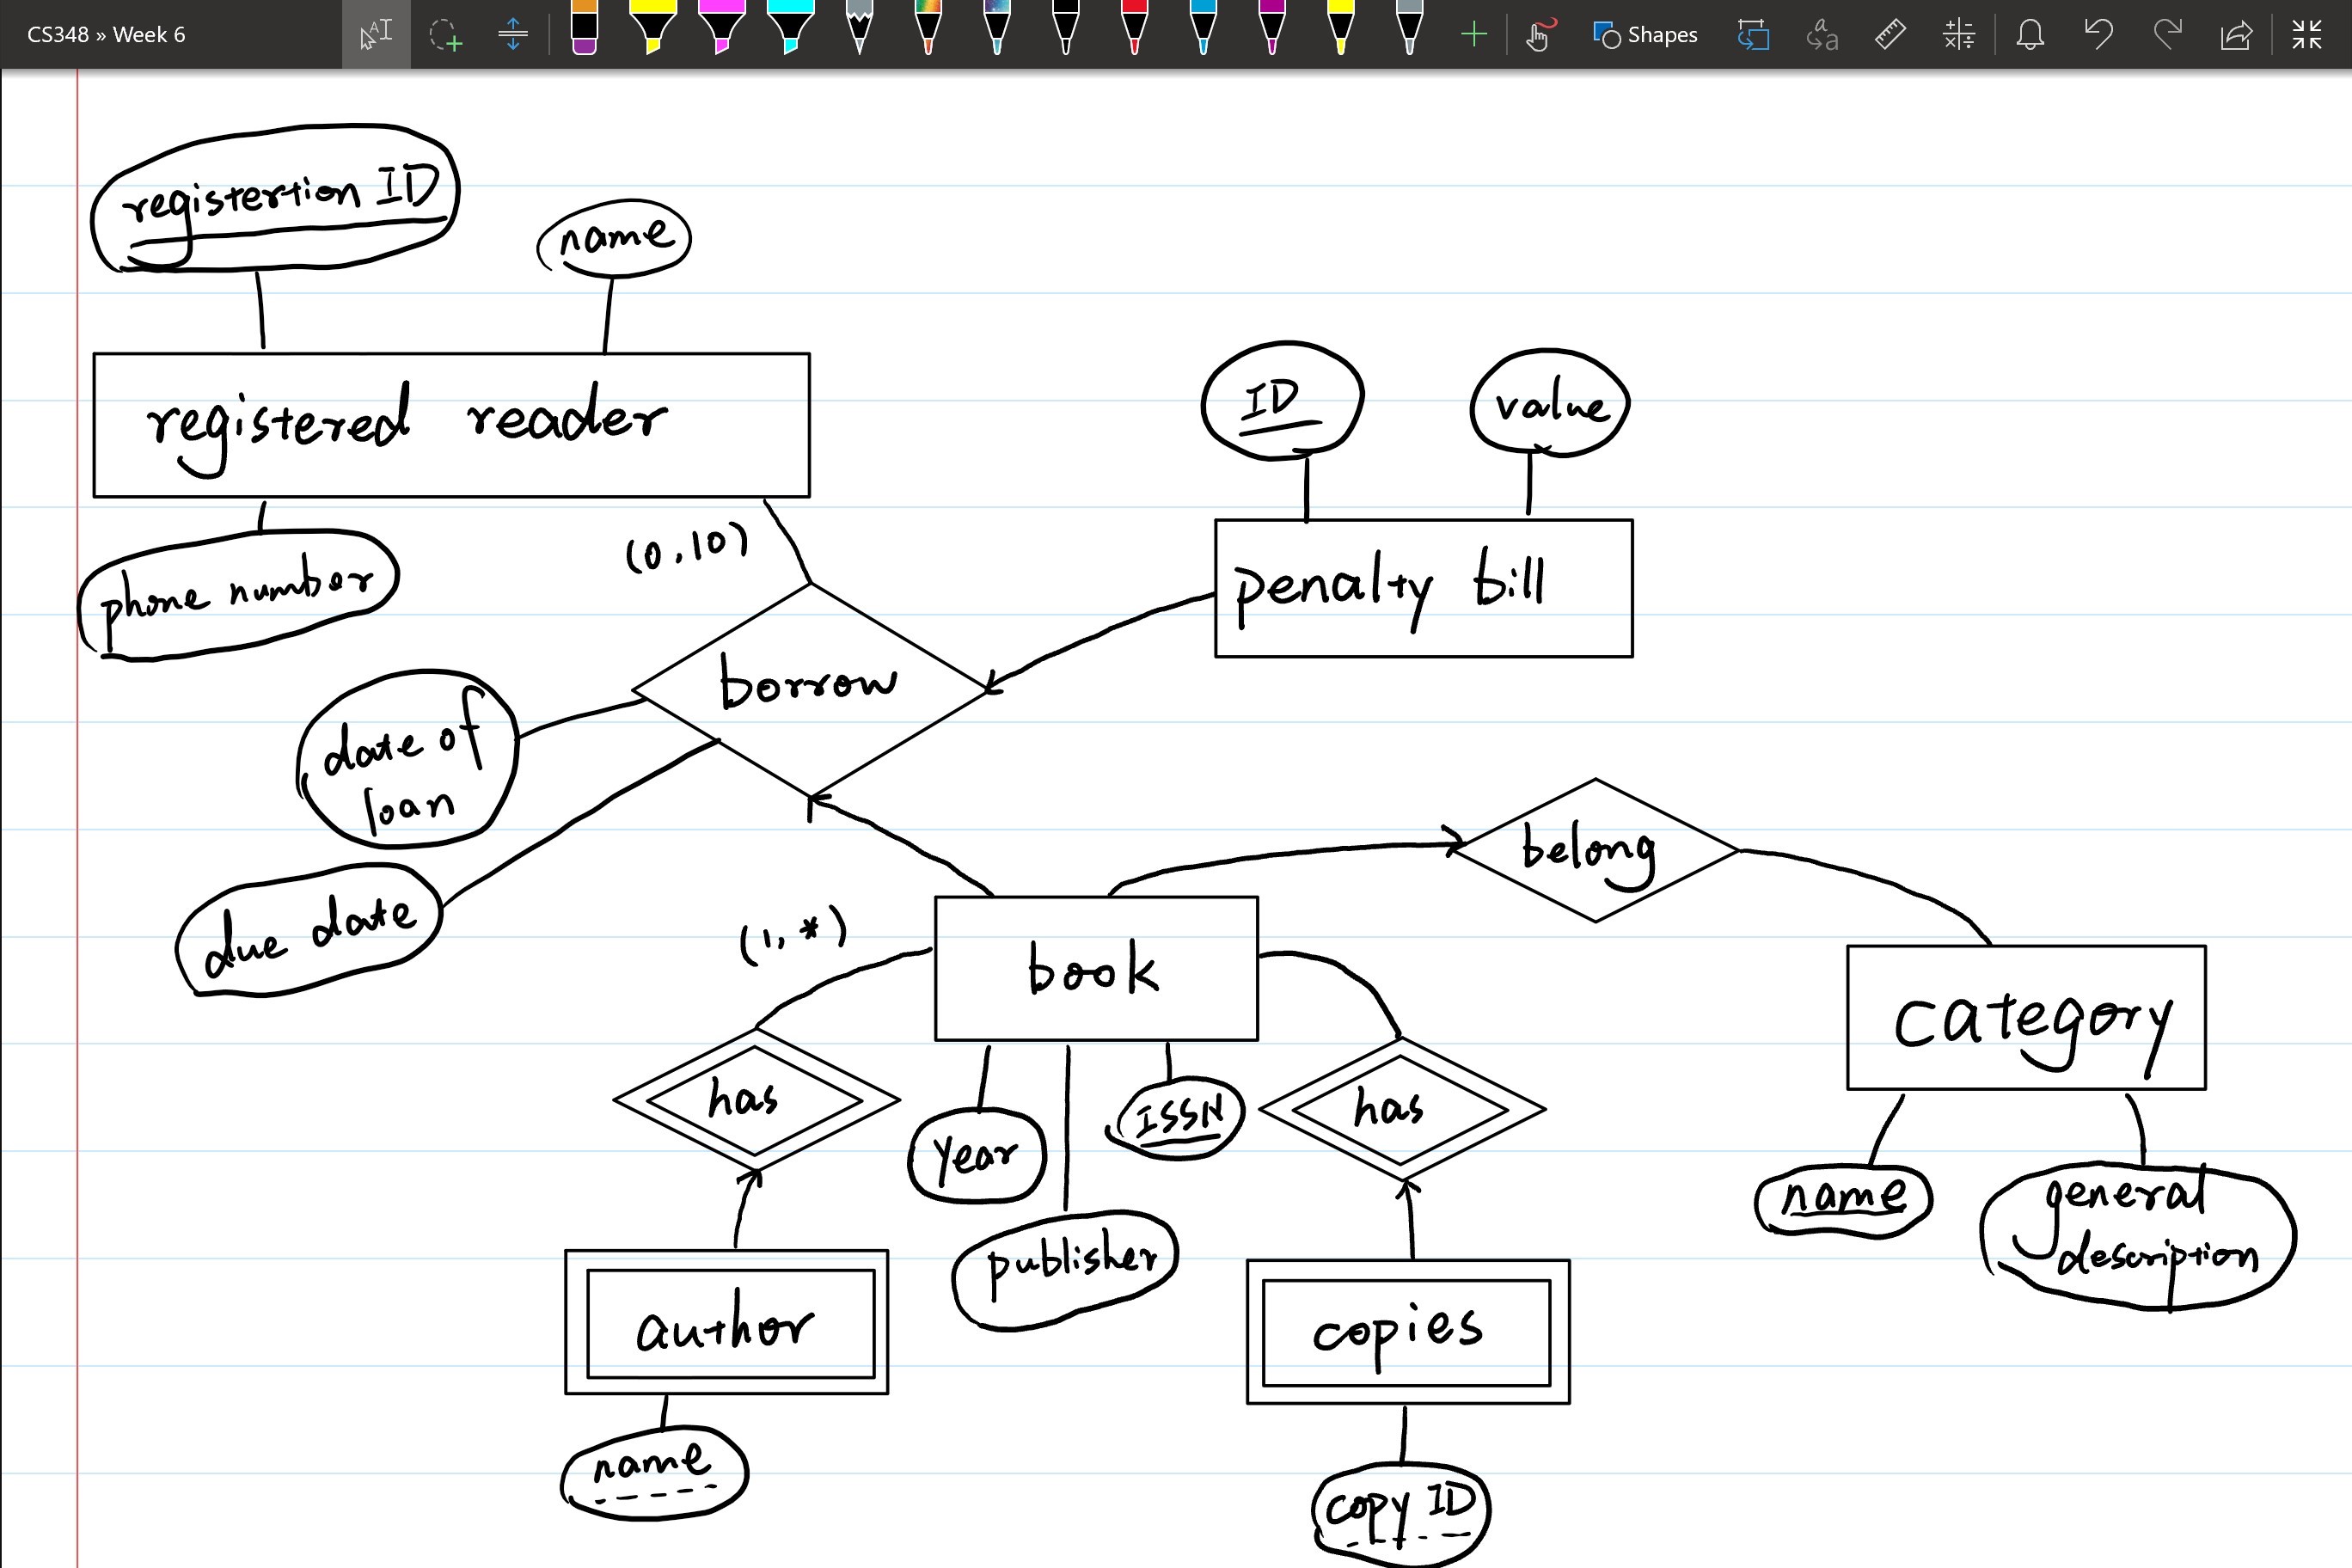 CS348 » Week 6
Shapes
registertion ID
name
registered reader
phone number
(0,10)
ID
value
penalty bill
borrow
date of
loan
due date
belong
(1,*)
book
category
has
year
publisher
ISSN
has
name
general
description
author
name
copies
copy ID